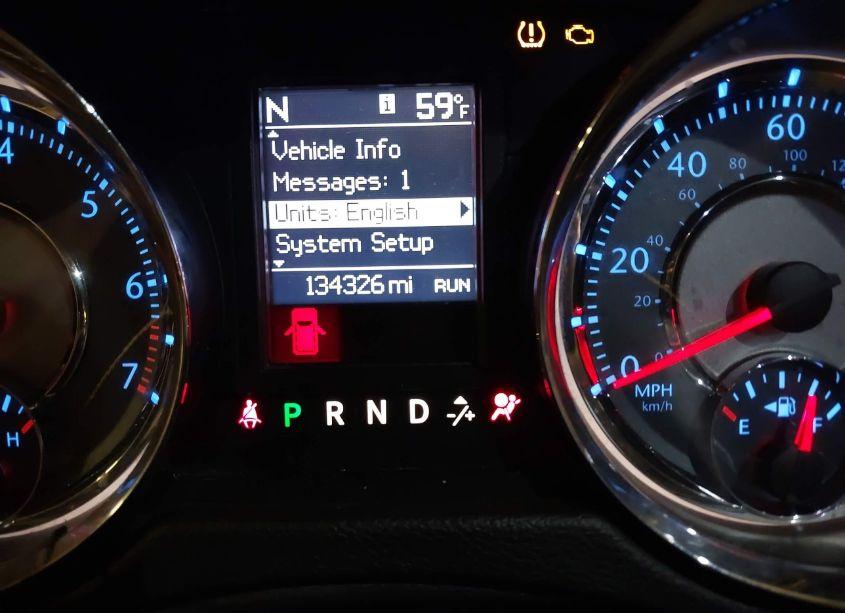 N i 59°F
Vehicle Info
Messages: 1
Units: English
System Setup
134326 mi RUN
P R N D -/+
4
5
6
7
H
60
40
20
0
100
80
60
40
20
0
MPH
km/h
E F